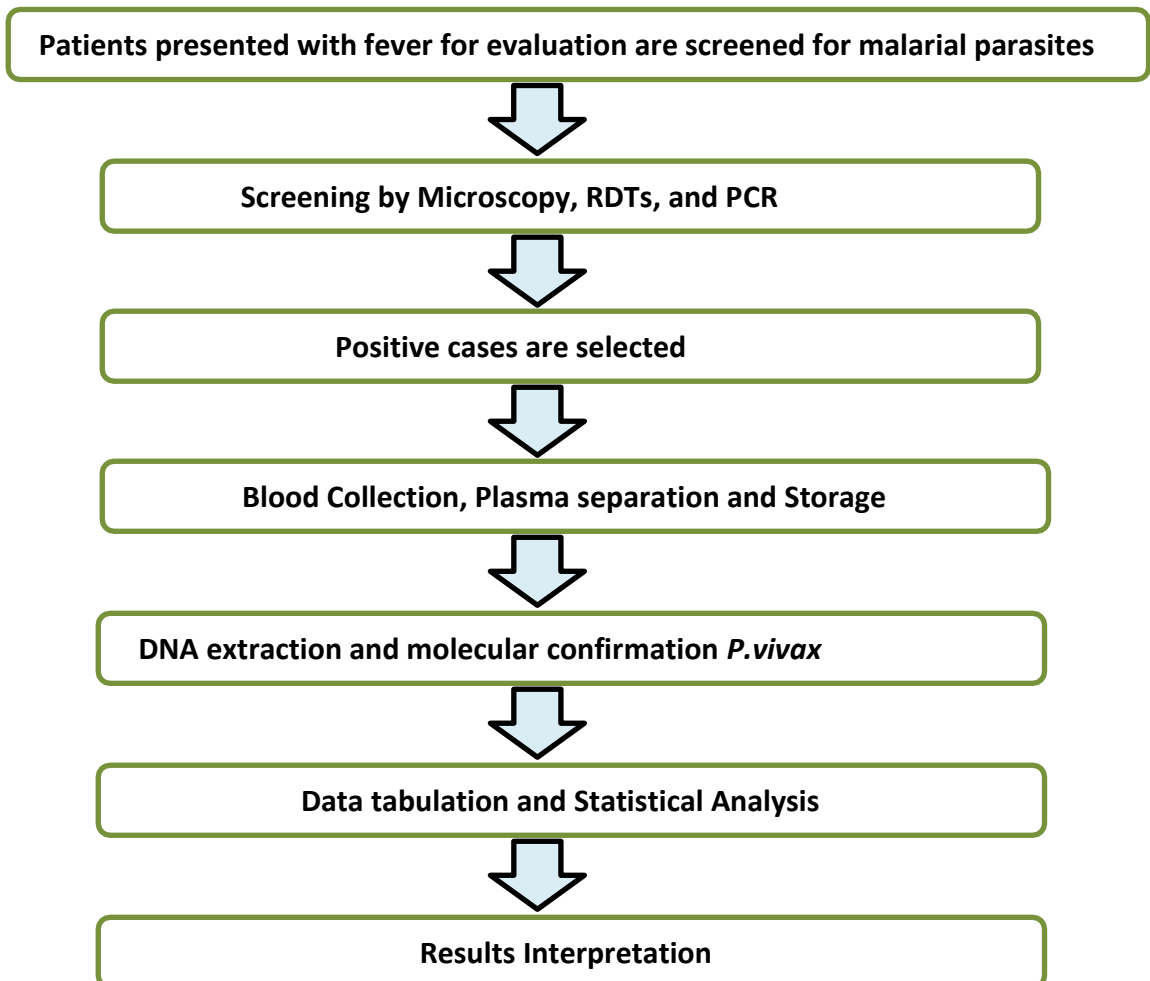 Patients presented with fever for evaluation are screened for malarial parasites
Screening by Microscopy, RDTs, and PCR
Positive cases are selected
Blood Collection, Plasma separation and Storage
DNA extraction and molecular confirmation P.vivax
Data tabulation and Statistical Analysis
Results Interpretation